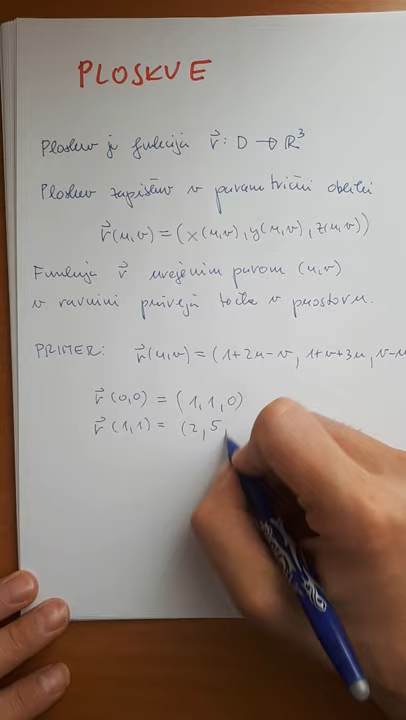 PLOSKVE
Ploskev je funkcija r⃗: D → ℝ³
Ploskev zapišemo v parametrični obliki
r⃗(u,v) = (x(u,v), y(u,v), z(u,v))
Funkcija r⃗ urejenim parom (u,v)
v ravnini priredi točke v prostoru.
PRIMER: r⃗(u,v) = (1+2u-v, 1+v+3u, v-u
r⃗(0,0) = (1,1,0)
r⃗(1,1) = (2,5,